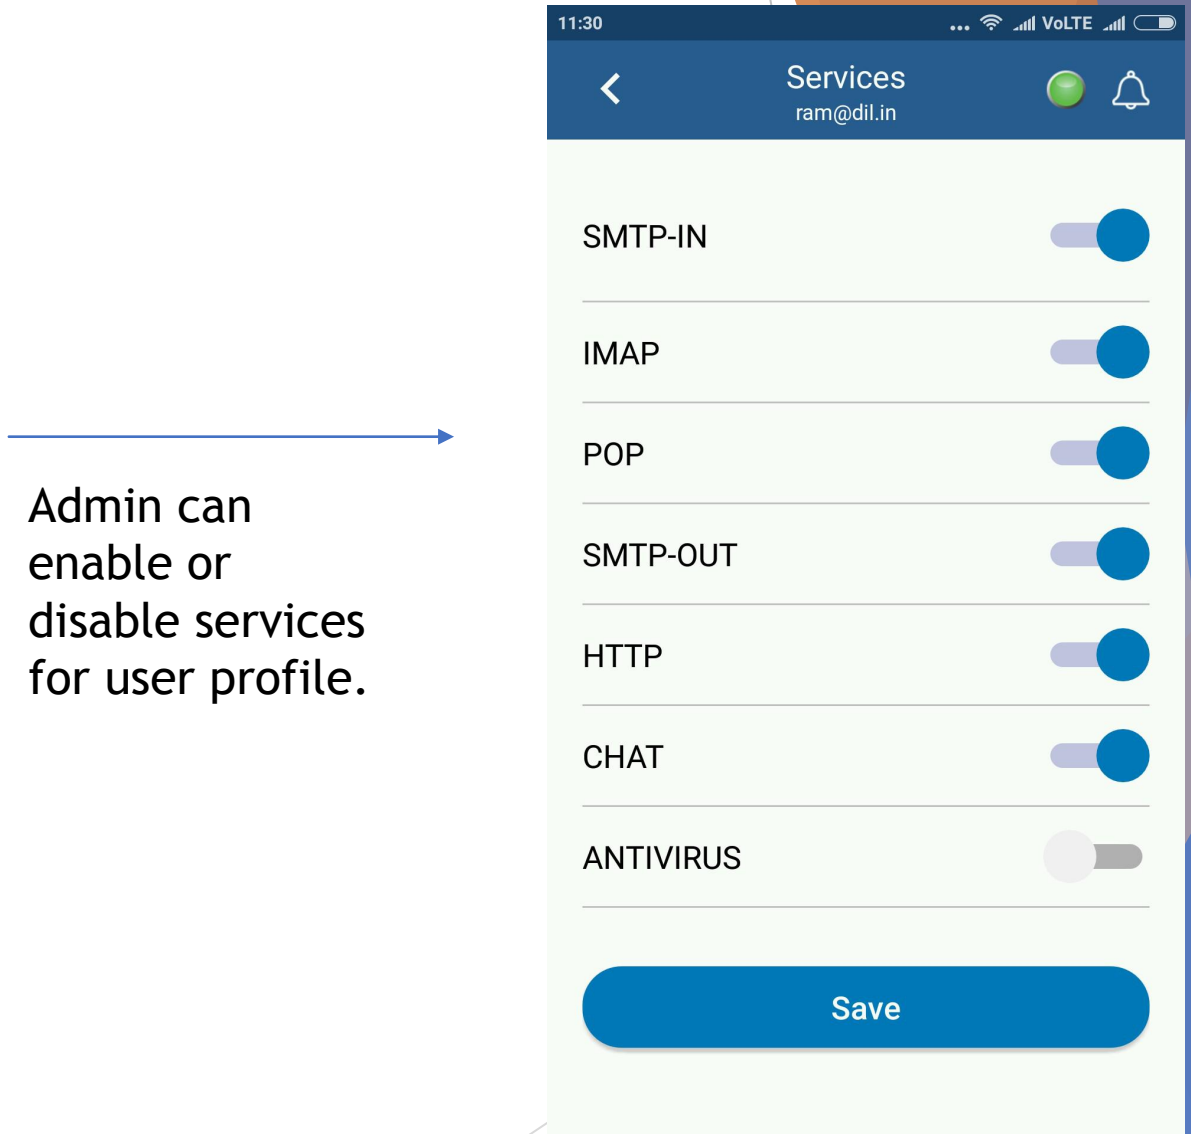 Admin can
enable or
disable services
for user profile.
11:30 ... VoLTE
Services
ram@dil.in
SMTP-IN
IMAP
POP
SMTP-OUT
HTTP
CHAT
ANTIVIRUS
Save